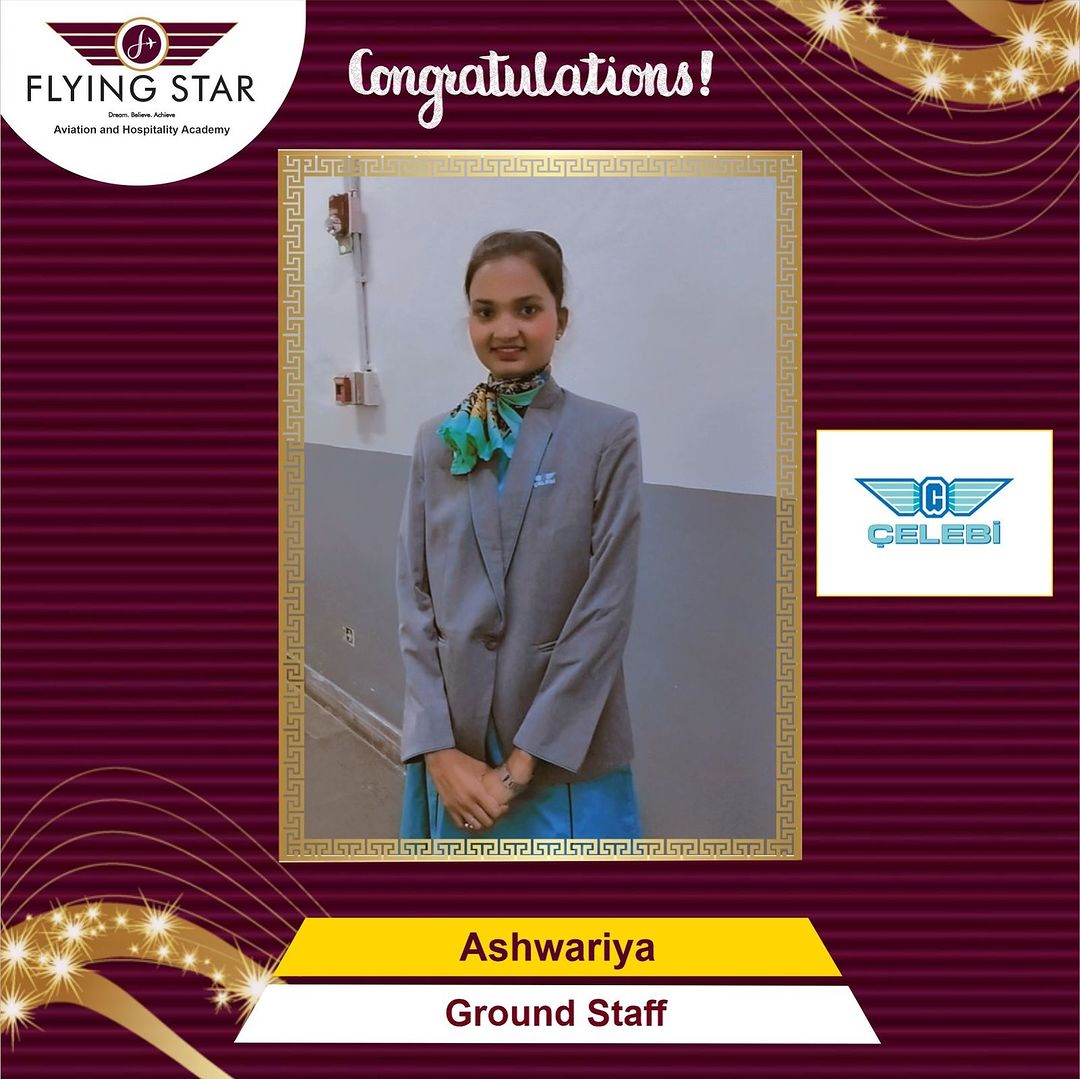 FLYING STAR
Dream. Believe. Achieve
Aviation and Hospitality Academy
Congratulations!
ÇELEBİ
Ashwariya
Ground Staff